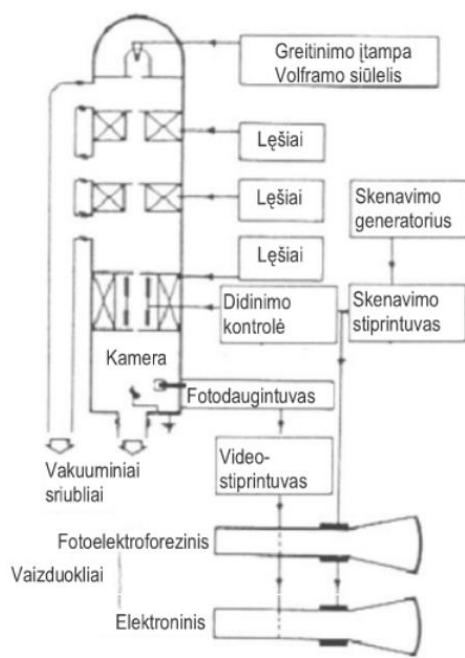 Greitinimo įtampa
Volframo siūlelis
Lęšiai
Lęšiai
Skenavimo
generatorius
Lęšiai
Didinimo
kontrolė
Skenavimo
stiprintuvas
Kamera
Fotodaugintuvas
Vakuuminiai
sriubliai
Video-
stiprintuvas
Fotoelektroforezinis
Vaizduokliai
Elektroninis